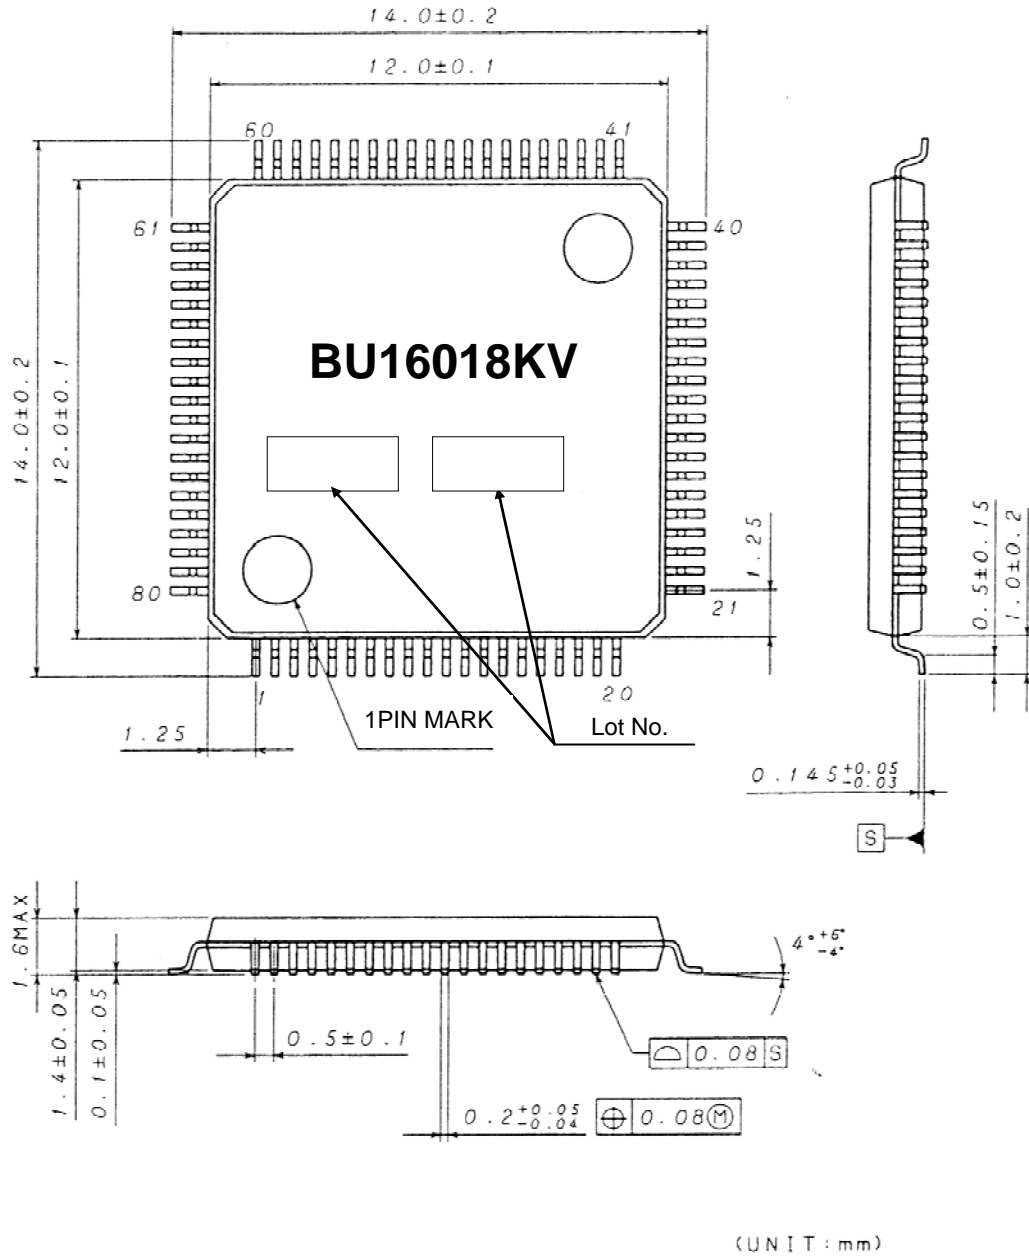 14.0±0.2
12.0±0.1
60
41
61
40
14.0±0.2
12.0±0.1
BU16018KV
80
21
1.25
0.5±0.15
1.0±0.2
1
20
1.25
1PIN MARK
Lot No.
0.145 +0.05 -0.03
S
1.6MAX
1.4±0.05
0.1±0.05
4° +6° -4°
0.5±0.1
⌓ 0.08 S
0.2 +0.05 -0.04
⌖ 0.08 Ⓜ
(UNIT:mm)